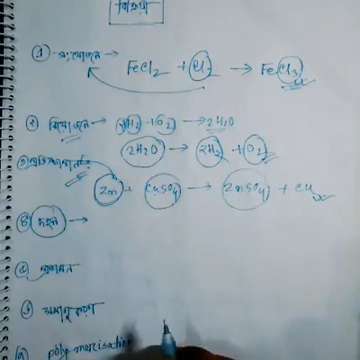 বিক্রিয়া
① সংযোজন →
FeCl2 + Cl2 → FeCl3
② বিয়োজন → 2H2 + O2 → 2H2O
2H2O → 2H2 + O2
③ প্রতিস্থাপন
Zn + CuSO4 → ZnSO4 + Cu
④ দহন →
⑤ প্রশমন
⑥
⑦ polymerisation